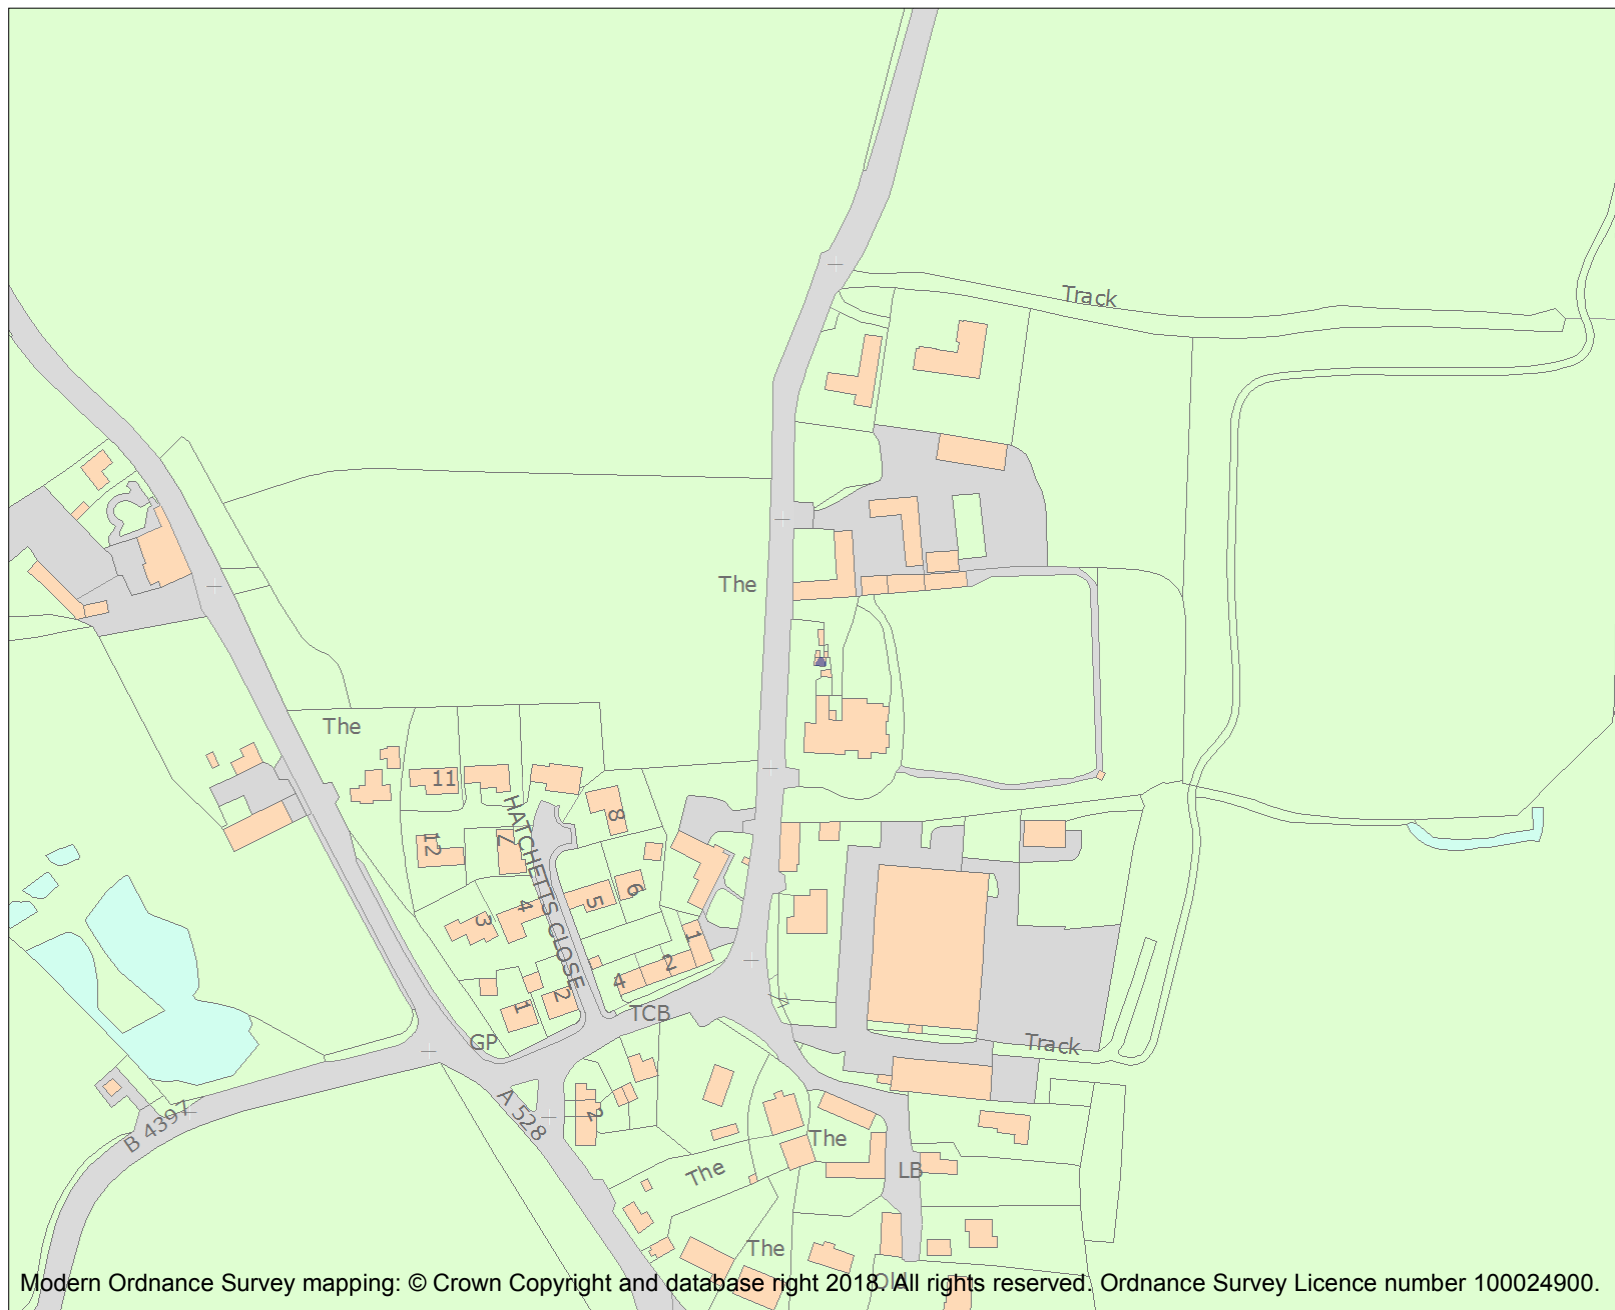 Track
The
The
11
HATCHETTS CLOSE
8
12
7
6
5
4
3
1
2
4
2
1
TCB
GP
Track
A 528
B 4391
2
The
The
LB
The
Modern Ordnance Survey mapping: © Crown Copyright and database right 2018. All rights reserved. Ordnance Survey Licence number 100024900.